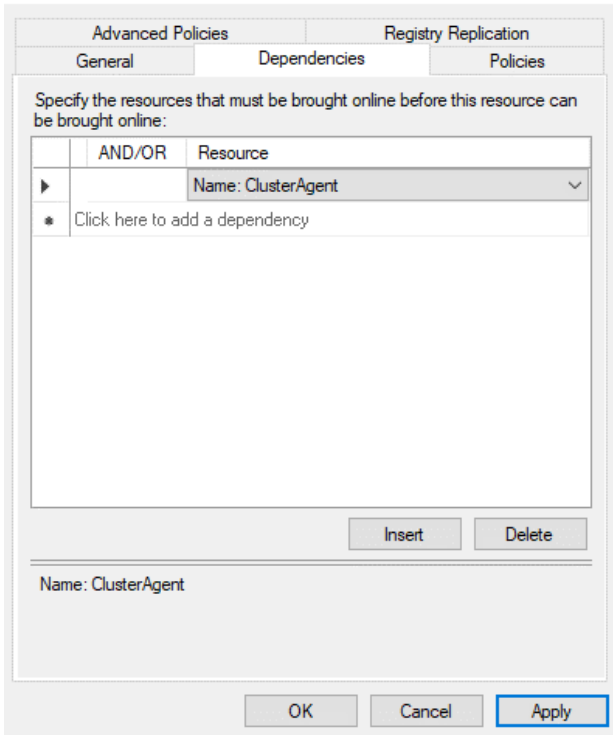 Advanced Policies Registry Replication
General Dependencies Policies
Specify the resources that must be brought online before this resource can
be brought online:
AND/OR Resource
Name: ClusterAgent
Click here to add a dependency
Insert Delete
Name: ClusterAgent
OK Cancel Apply